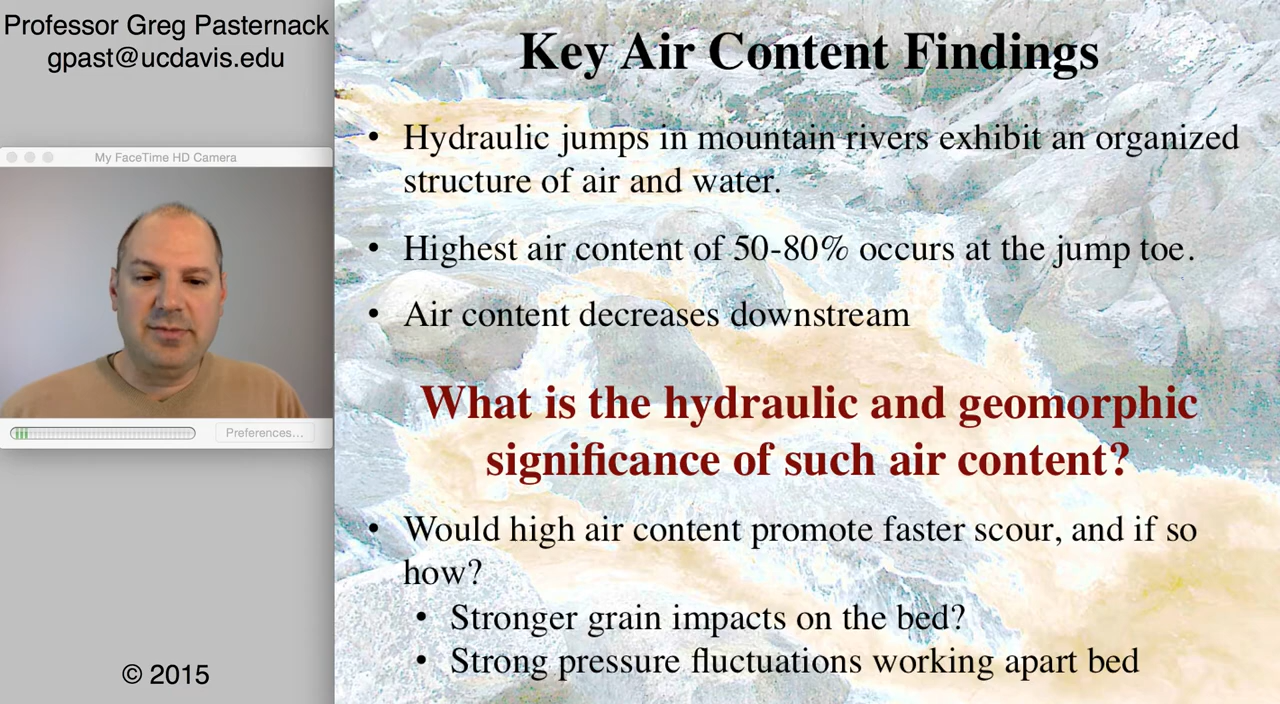 Professor Greg Pasternack
gpast@ucdavis.edu
My FaceTime HD Camera
Preferences...
© 2015
Key Air Content Findings
• Hydraulic jumps in mountain rivers exhibit an organized
structure of air and water.
• Highest air content of 50-80% occurs at the jump toe.
• Air content decreases downstream
What is the hydraulic and geomorphic
significance of such air content?
• Would high air content promote faster scour, and if so
how?
• Stronger grain impacts on the bed?
• Strong pressure fluctuations working apart bed